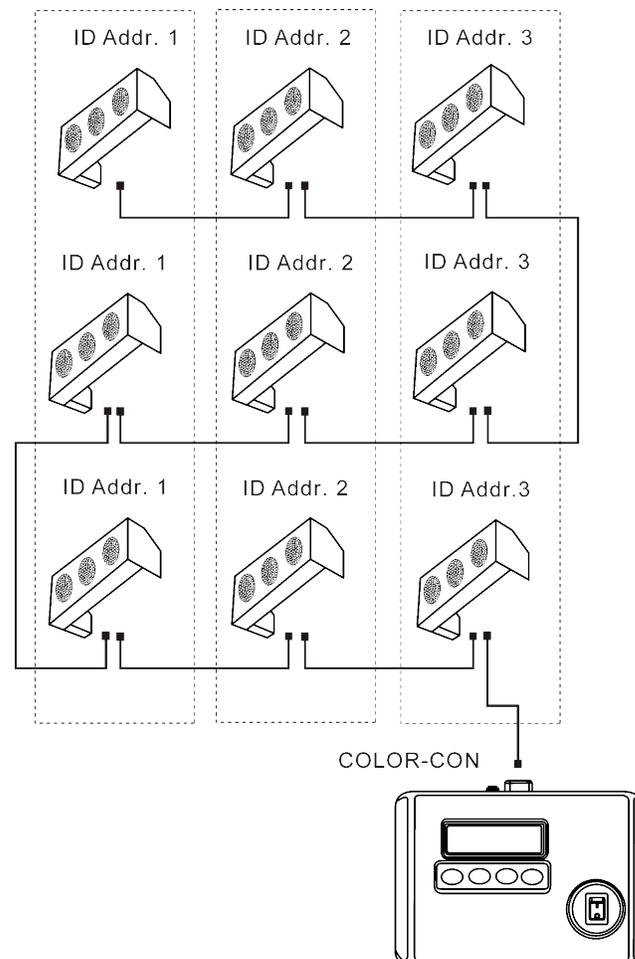 ID Addr. 1
ID Addr. 2
ID Addr. 3
ID Addr. 1
ID Addr. 2
ID Addr. 3
ID Addr. 1
ID Addr. 2
ID Addr.3
COLOR-CON